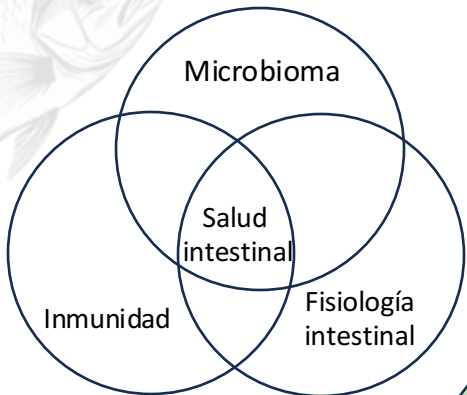 Microbioma
Salud
intestinal
Inmunidad
Fisiología
intestinal